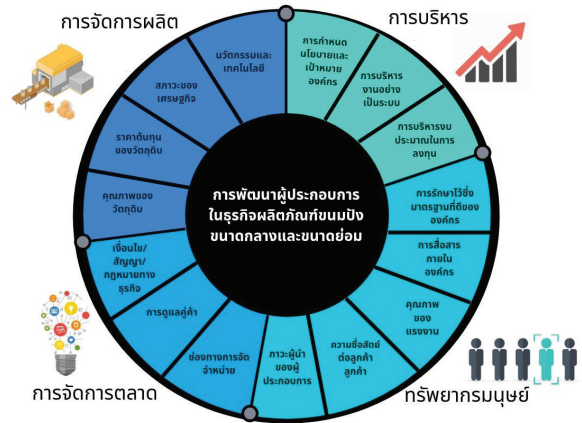 การจัดการผลิต
การบริหาร
นวัตกรรมและ
เทคโนโลยี
การกำหนด
นโยบายและ
เป้าหมาย
องค์กร
สภาวะของ
เศรษฐกิจ
การบริหาร
งานอย่าง
เป็นระบบ
ราคาต้นทุน
ของวัตถุดิบ
การบริหารงบ
ประมาณในการ
ลงทุน
คุณภาพของ
วัตถุดิบ
การพัฒนาผู้ประกอบการ
ในธุรกิจผลิตภัณฑ์ขนมปัง
ขนาดกลางและขนาดย่อม
การรักษาไว้ซึ่ง
มาตรฐานที่ดีของ
องค์กร
เงื่อนไข/
สัญญา/
กฎหมายทาง
ธุรกิจ
การสื่อสาร
ภายใน
องค์กร
การดูแลคู่ค้า
คุณภาพ
ของ
แรงงาน
ช่องทางการจัด
จำหน่าย
ภาวะผู้นำ
ของผู้
ประกอบการ
ความซื่อสัตย์
ต่อลูกค้า
ลูกค้า
การจัดการตลาด
ทรัพยากรมนุษย์